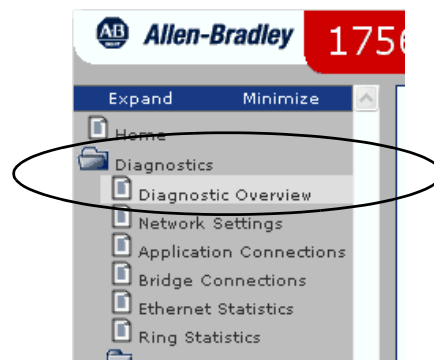 AB Allen-Bradley 1756
Expand Minimize
Home
Diagnostics
Diagnostic Overview
Network Settings
Application Connections
Bridge Connections
Ethernet Statistics
Ring Statistics